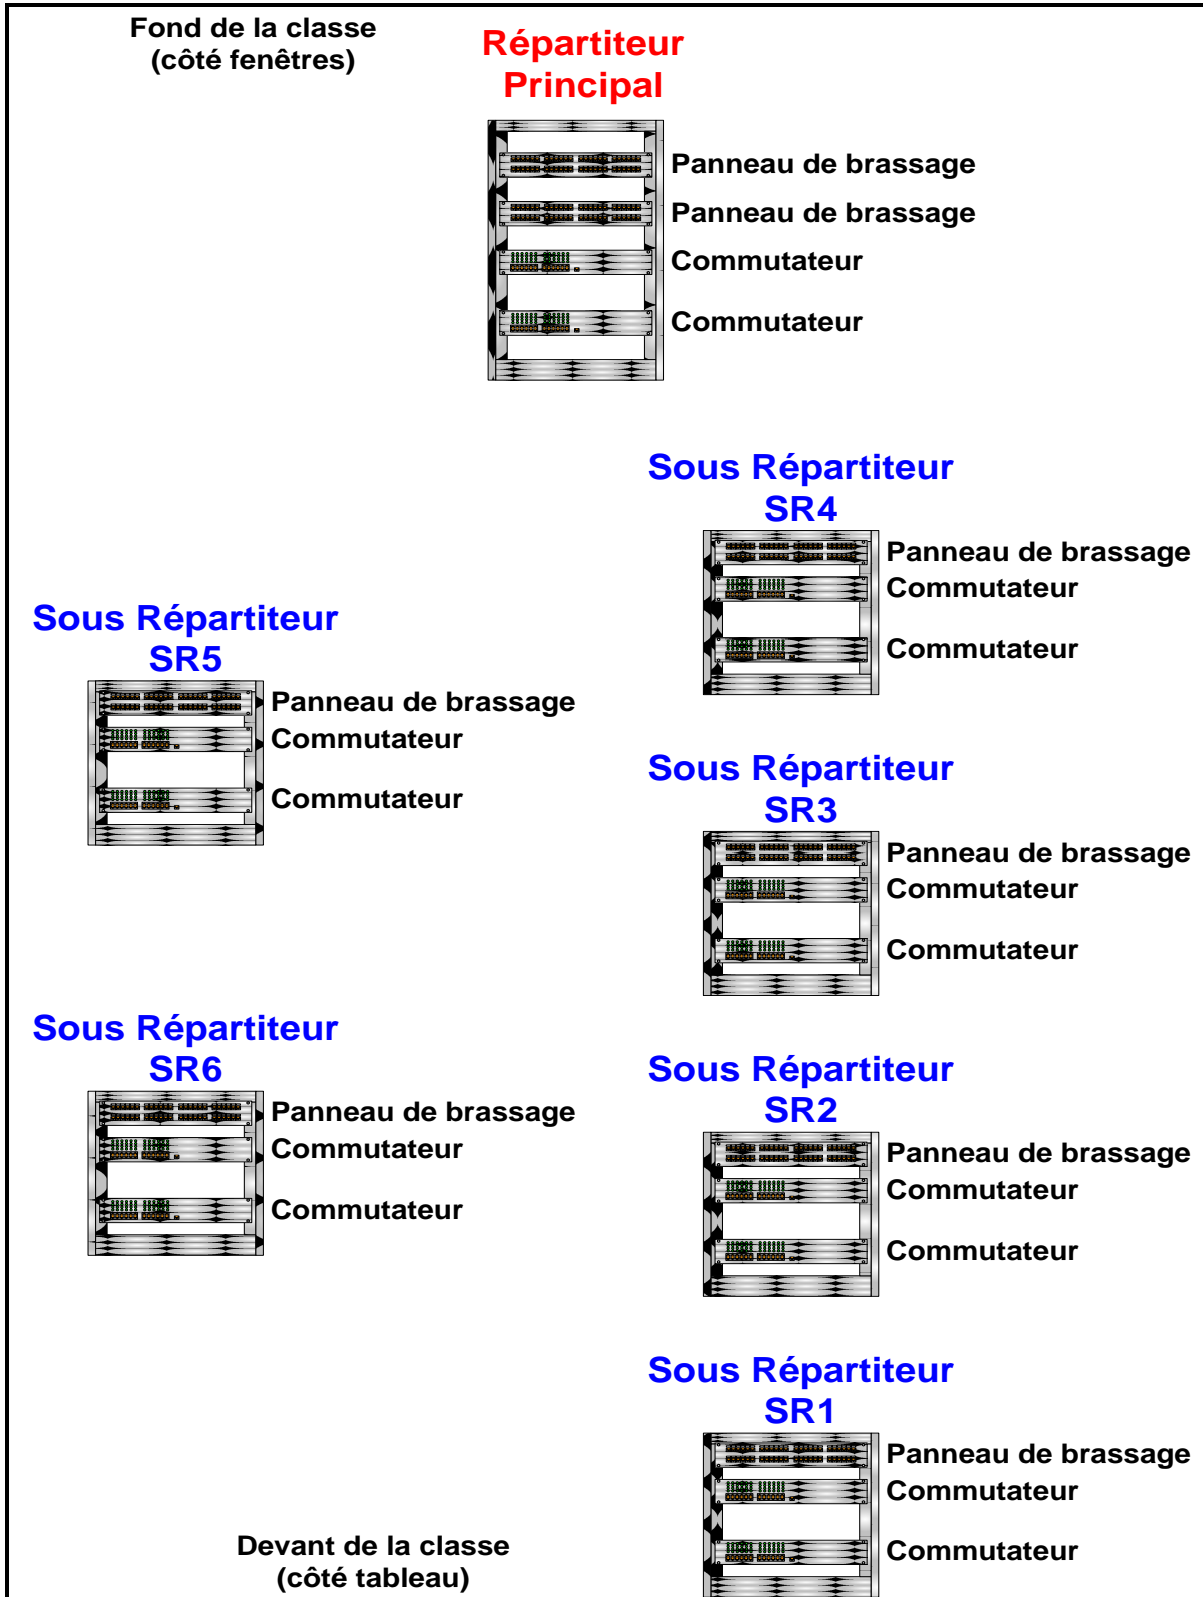 Fond de la classe
(côté fenêtres)
Répartiteur
Principal
Panneau de brassage
Panneau de brassage
Commutateur
Commutateur
Sous Répartiteur
SR4
Panneau de brassage
Commutateur
Commutateur
Sous Répartiteur
SR5
Panneau de brassage
Commutateur
Commutateur
Sous Répartiteur
SR3
Panneau de brassage
Commutateur
Commutateur
Sous Répartiteur
SR6
Panneau de brassage
Commutateur
Commutateur
Sous Répartiteur
SR2
Panneau de brassage
Commutateur
Commutateur
Sous Répartiteur
SR1
Panneau de brassage
Commutateur
Commutateur
Devant de la classe
(côté tableau)